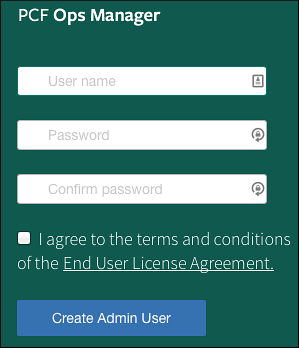 PCF Ops Manager
User name
Password
Confirm password
I agree to the terms and conditions
of the End User License Agreement.
Create Admin User